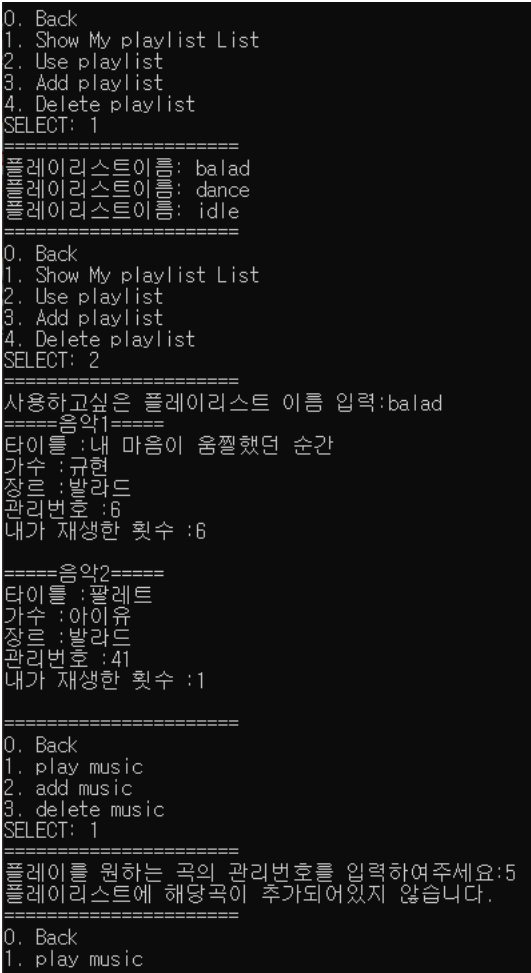 0. Back
1. Show My playlist List
2. Use playlist
3. Add playlist
4. Delete playlist
SELECT: 1
======================
플레이리스트이름: balad
플레이리스트이름: dance
플레이리스트이름: idle
======================
0. Back
1. Show My playlist List
2. Use playlist
3. Add playlist
4. Delete playlist
SELECT: 2
======================
사용하고싶은 플레이리스트 이름 입력:balad
=====음악1=====
타이틀 :내 마음이 움찔했던 순간
가수 :규현
장르 :발라드
관리번호 :6
내가 재생한 횟수 :6
=====음악2=====
타이틀 :팔레트
가수 :아이유
장르 :발라드
관리번호 :41
내가 재생한 횟수 :1
======================
0. Back
1. play music
2. add music
3. delete music
SELECT: 1
======================
플레이를 원하는 곡의 관리번호를 입력하여주세요:5
플레이리스트에 해당곡이 추가되어있지 않습니다.
======================
0. Back
1. play music